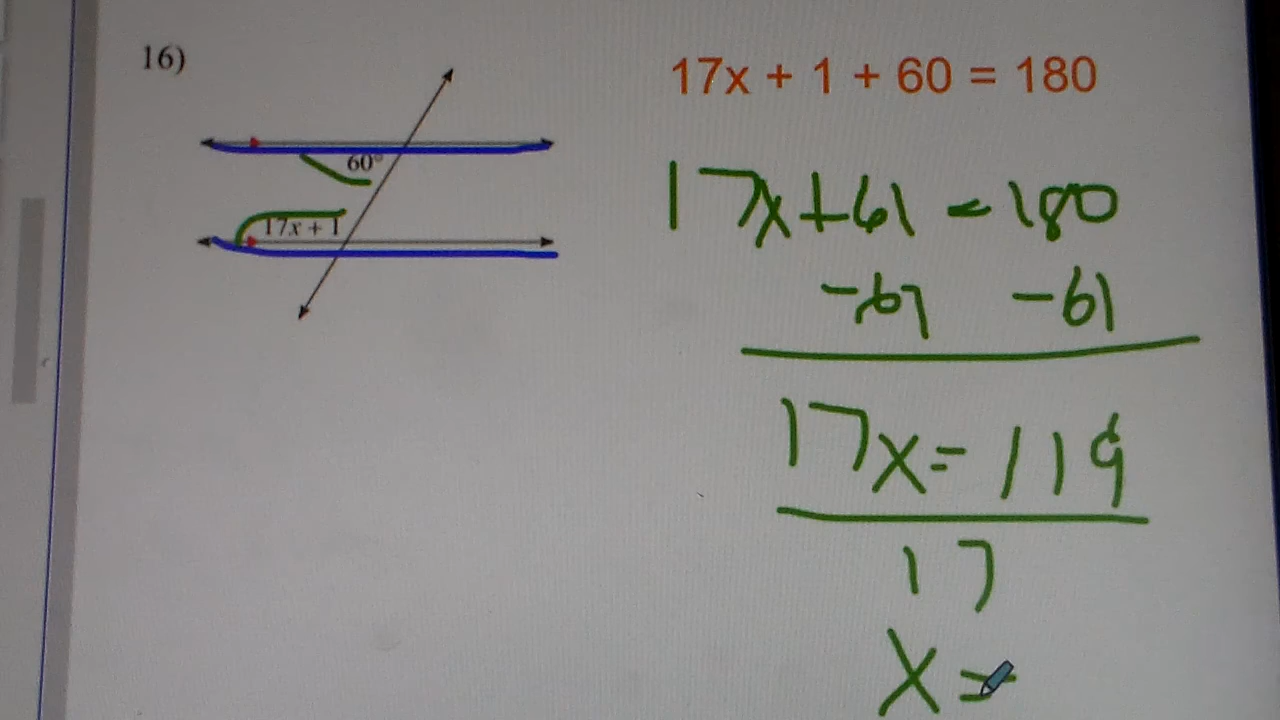 16)
60°
17x + 1
17x + 1 + 60 = 180
17x + 61 = 180
-61 -61
17x = 119
17
x =